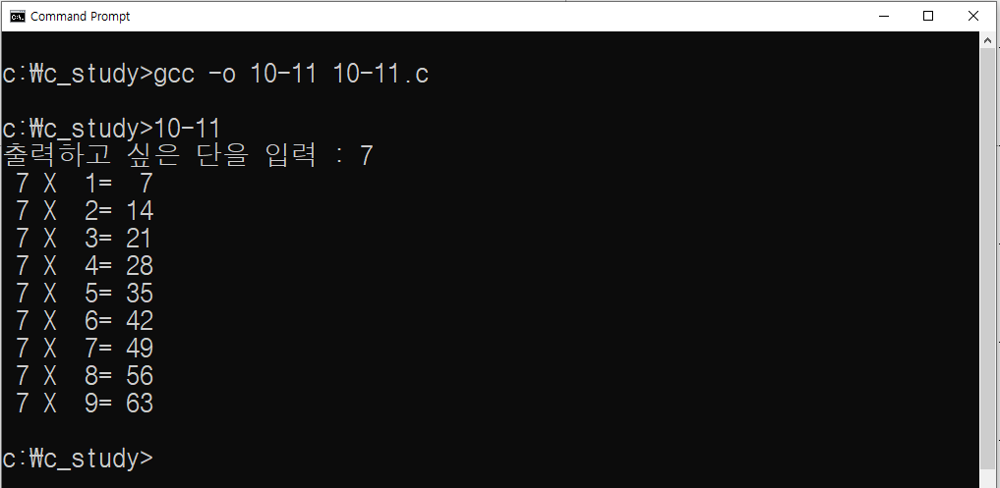 Command Prompt
c:₩c_study>gcc -o 10-11 10-11.c
c:₩c_study>10-11
출력하고 싶은 단을 입력 : 7
 7 X  1=  7
 7 X  2= 14
 7 X  3= 21
 7 X  4= 28
 7 X  5= 35
 7 X  6= 42
 7 X  7= 49
 7 X  8= 56
 7 X  9= 63
c:₩c_study>